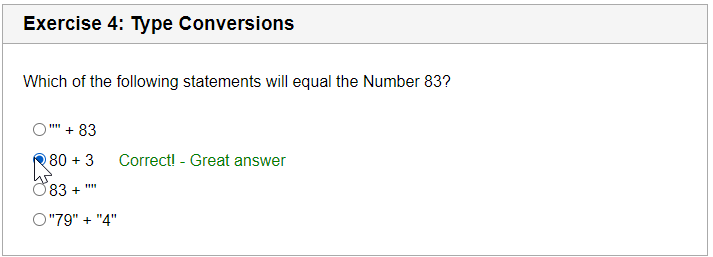 Exercise 4: Type Conversions
Which of the following statements will equal the Number 83?
"" + 83
80 + 3 Correct! - Great answer
83 + ""
"79" + "4"